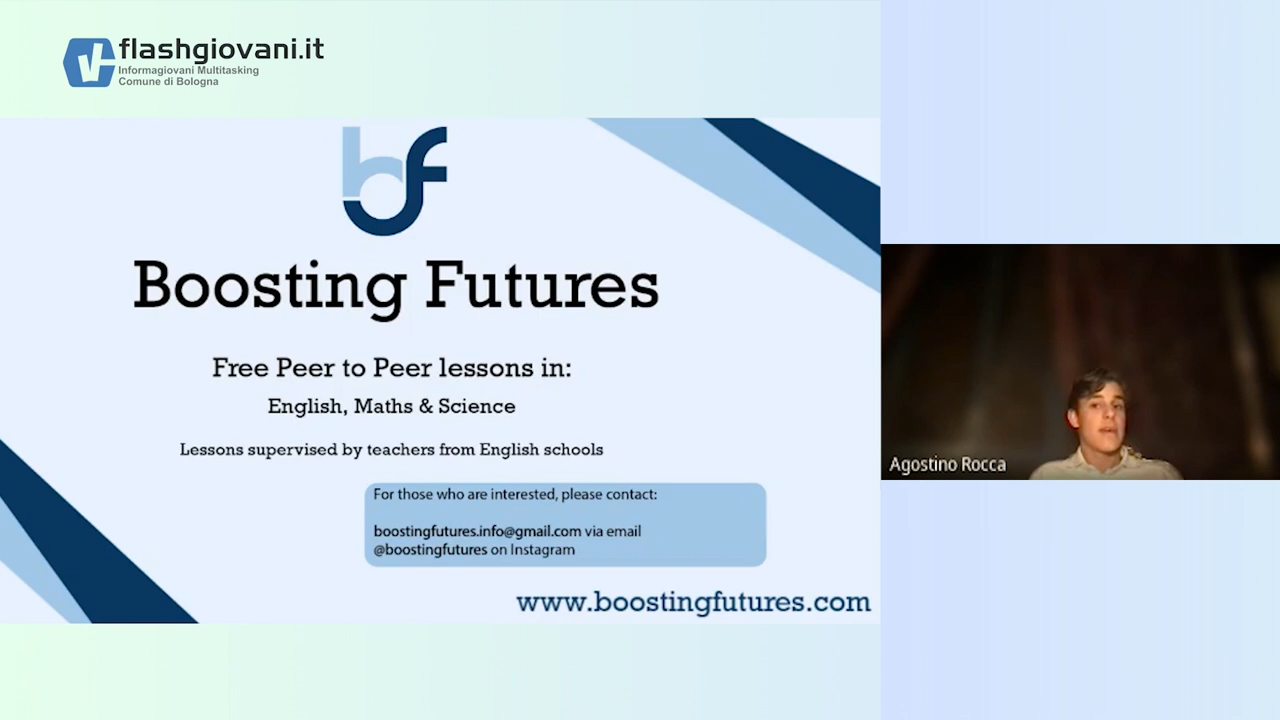 flashgiovani.it
Informagiovani Multitasking
Comune di Bologna
bf
Boosting Futures
Free Peer to Peer lessons in:
English, Maths & Science
Lessons supervised by teachers from English schools
For those who are interested, please contact:
boostingfutures.info@gmail.com via email
@boostingfutures on Instagram
www.boostingfutures.com
Agostino Rocca